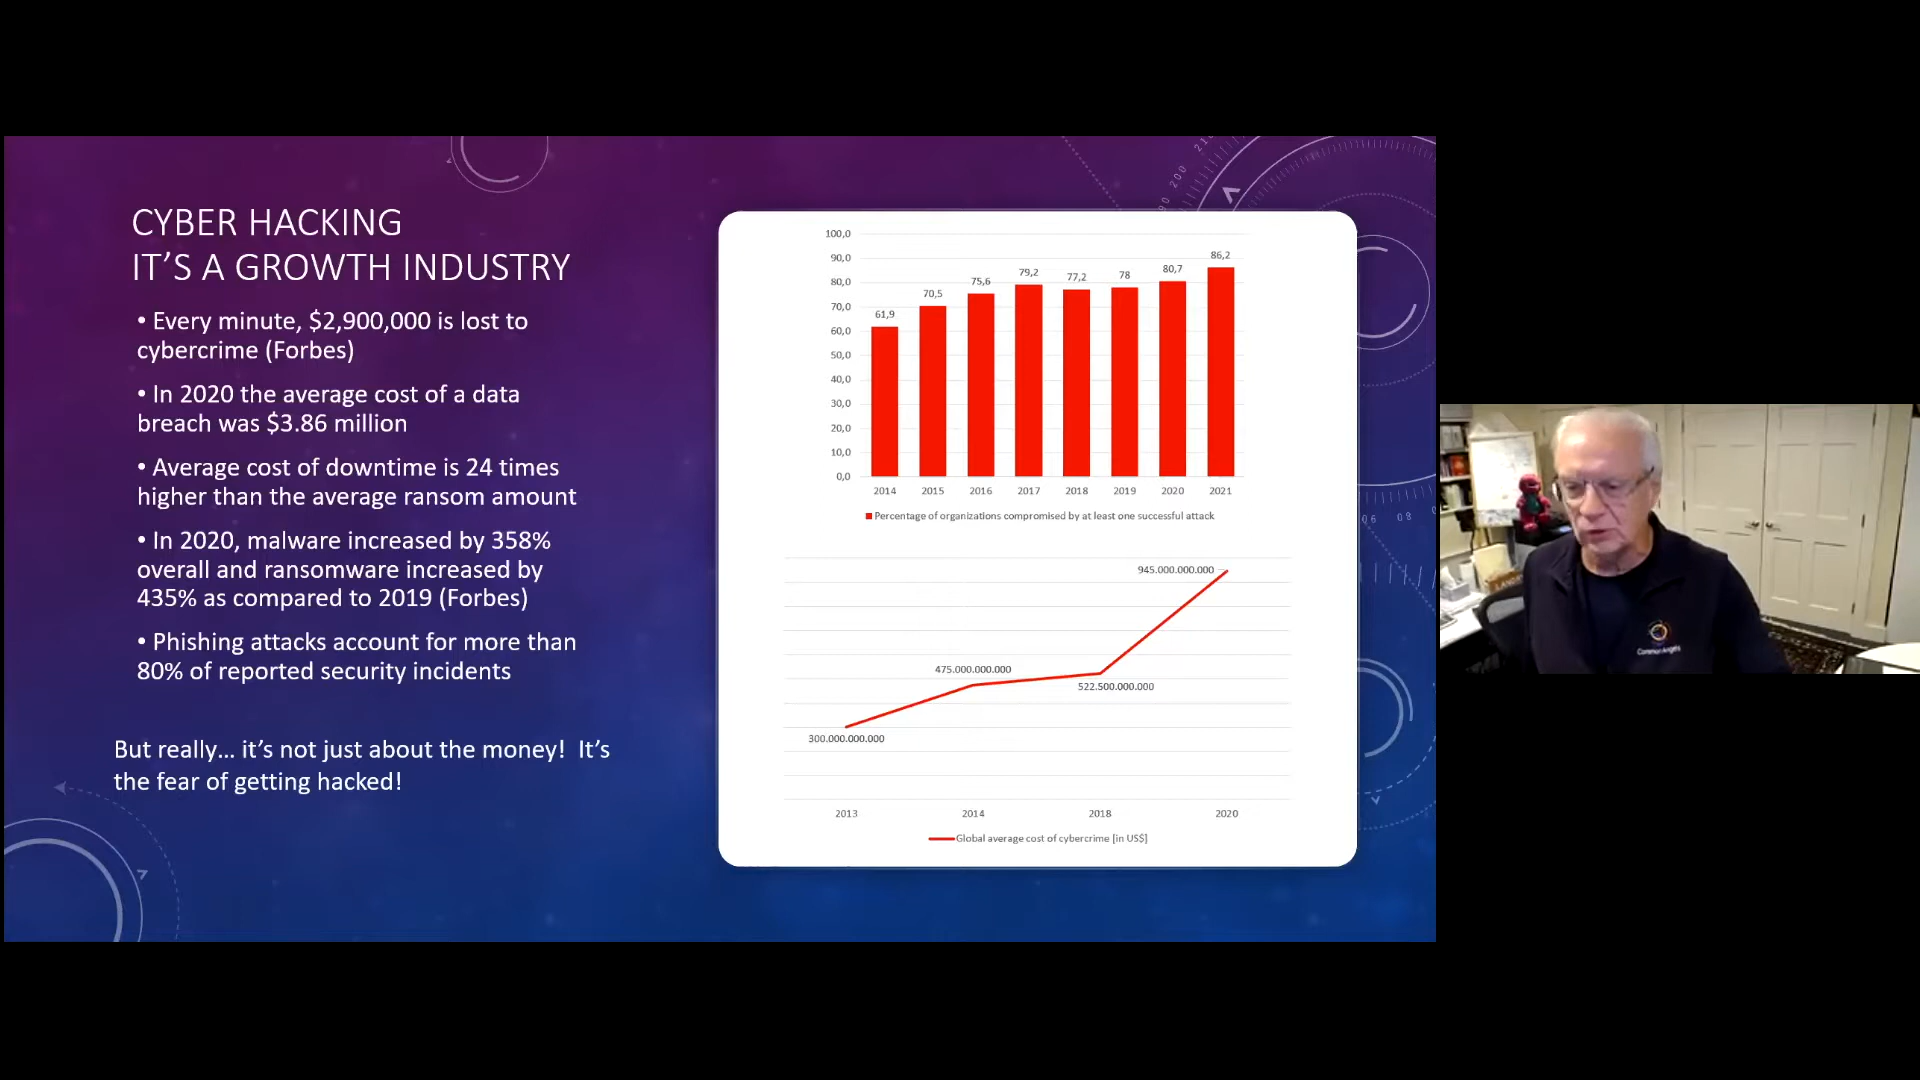 CYBER HACKING
IT'S A GROWTH INDUSTRY
• Every minute, $2,900,000 is lost to
cybercrime (Forbes)
• In 2020 the average cost of a data
breach was $3.86 million
• Average cost of downtime is 24 times
higher than the average ransom amount
• In 2020, malware increased by 358%
overall and ransomware increased by
435% as compared to 2019 (Forbes)
• Phishing attacks account for more than
80% of reported security incidents
But really... it's not just about the money! It's
the fear of getting hacked!
100,0
90,0
80,0
70,0
60,0
50,0
40,0
30,0
20,0
10,0
0,0
61,9
70,5
75,6
79,2
77,2
78
80,7
86,2
2014 2015 2016 2017 2018 2019 2020 2021
Percentage of organizations compromised by at least one successful attack
945.000.000.000
475.000.000.000
522.500.000.000
300.000.000.000
2013 2014 2018 2020
Global average cost of cybercrime [in US$]
200
06 08